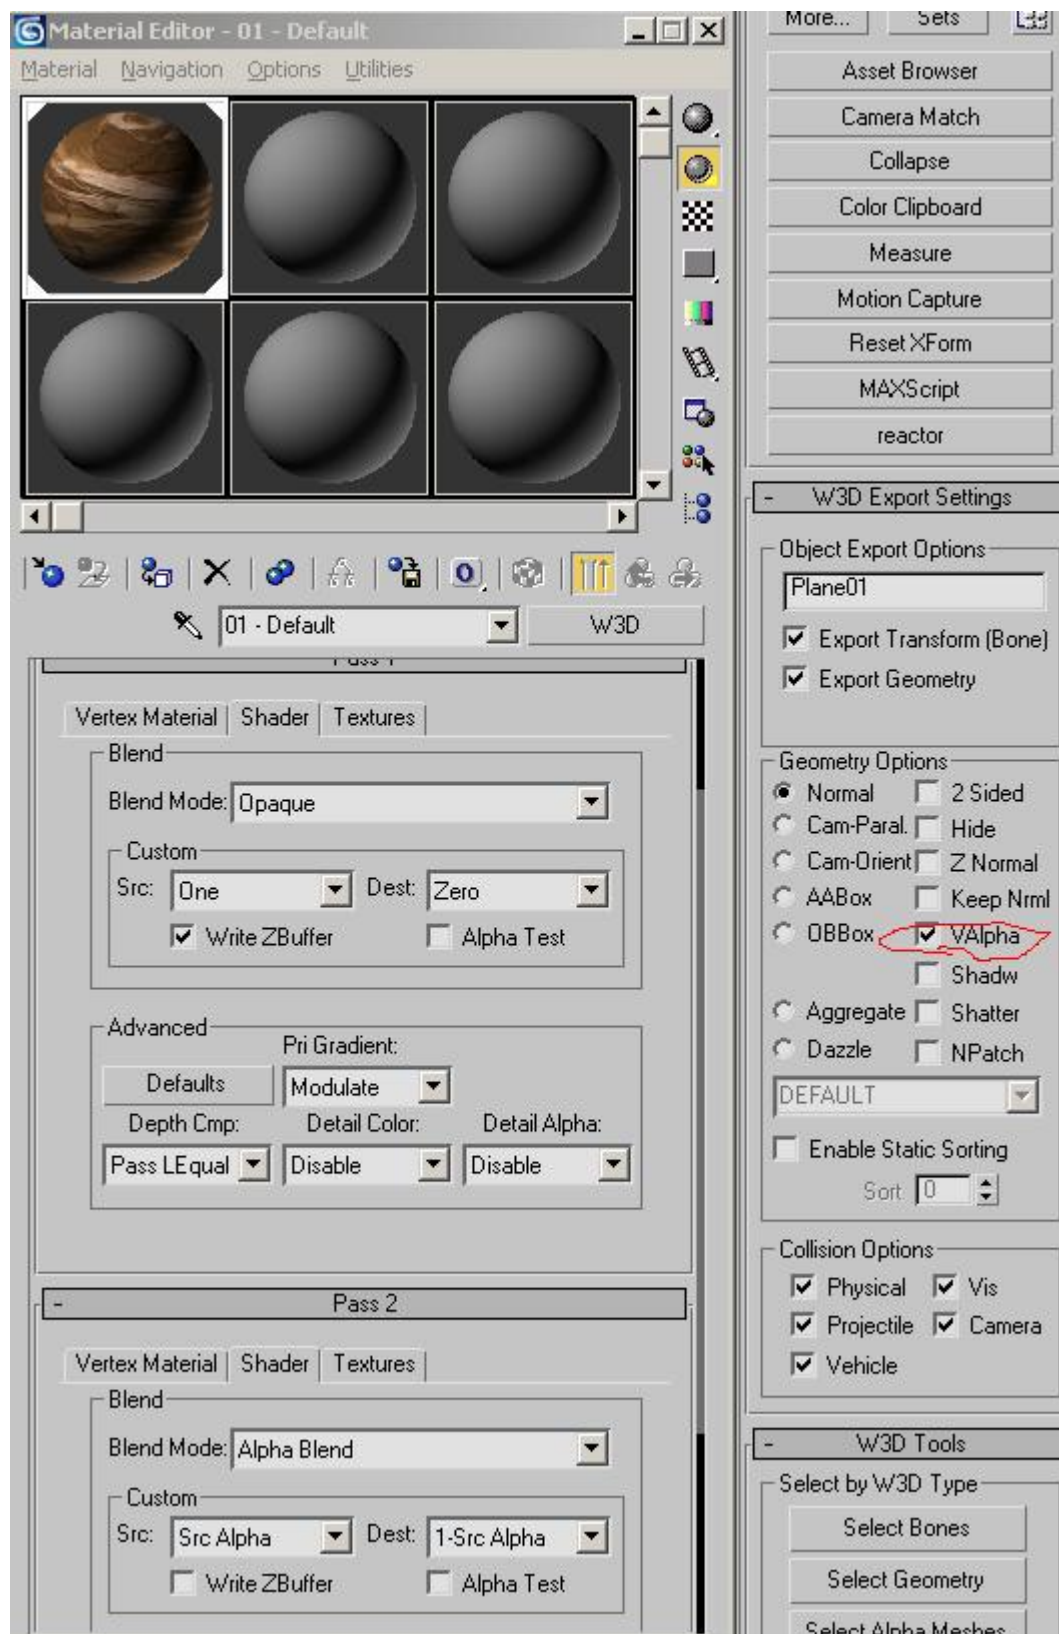 Material Editor - 01 - Default
Material Navigation Options Utilities
01 - Default W3D
Pass 1
Vertex Material Shader Textures
Blend
Blend Mode: Opaque
Custom
Src: One Dest: Zero
Write ZBuffer Alpha Test
Advanced
Pri Gradient:
Defaults Modulate
Depth Cmp: Detail Color: Detail Alpha:
Pass LEqual Disable Disable
- Pass 2
Vertex Material Shader Textures
Blend
Blend Mode: Alpha Blend
Custom
Src: Src Alpha Dest: 1-Src Alpha
Write ZBuffer Alpha Test
More... Sets
Asset Browser
Camera Match
Collapse
Color Clipboard
Measure
Motion Capture
Reset XForm
MAXScript
reactor
- W3D Export Settings
Object Export Options
Plane01
Export Transform (Bone)
Export Geometry
Geometry Options
Normal 2 Sided
Cam-Paral. Hide
Cam-Orient Z Normal
AABox Keep Nrml
OBBox VAlpha
Shadw
Aggregate Shatter
Dazzle NPatch
DEFAULT
Enable Static Sorting
Sort 0
Collision Options
Physical Vis
Projectile Camera
Vehicle
- W3D Tools
Select by W3D Type
Select Bones
Select Geometry
Select Alpha Meshes